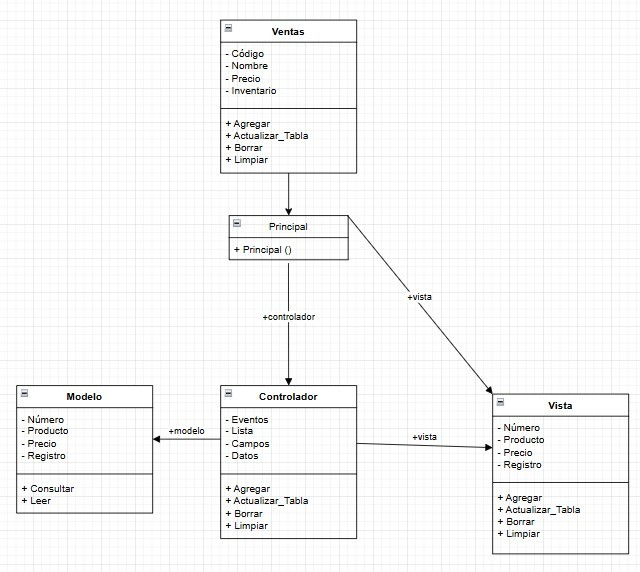 Ventas
- Código
- Nombre
- Precio
- Inventario
+ Agregar
+ Actualizar_Tabla
+ Borrar
+ Limpiar
Principal
+ Principal ()
+vista
+controlador
Modelo
- Número
- Producto
- Precio
- Registro
+ Consultar
+ Leer
+modelo
Controlador
- Eventos
- Lista
- Campos
- Datos
+ Agregar
+ Actualizar_Tabla
+ Borrar
+ Limpiar
+vista
Vista
- Número
- Producto
- Precio
- Registro
+ Agregar
+ Actualizar_Tabla
+ Borrar
+ Limpiar